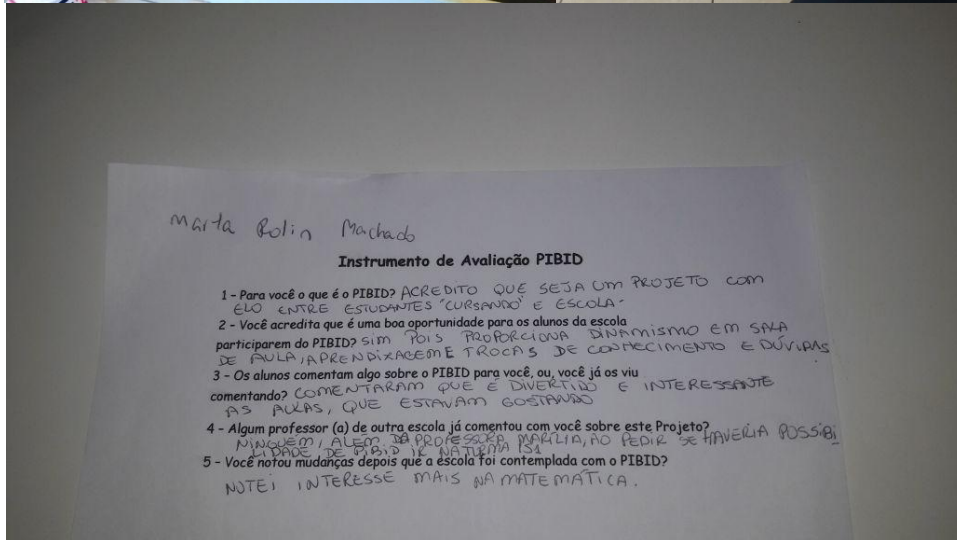 Marta Rolin Machado
Instrumento de Avaliação PIBID
1 - Para você o que é o PIBID? ACREDITO QUE SEJA UM PROJETO COM
ELO ENTRE ESTUDANTES "CURSANDO" E ESCOLA.
2 - Você acredita que é uma boa oportunidade para os alunos da escola
participarem do PIBID? SIM POIS PROPORCIONA DINAMISMO EM SALA
DE AULA, APRENDIXAGEM E TROCAS DE CONHECIMENTO E DÚVIDAS
3 - Os alunos comentam algo sobre o PIBID para você, ou, você já os viu
comentando? COMENTARAM QUE É DIVERTIDO E INTERESSANTE
AS AULAS, QUE ESTAVAM GOSTANDO
4 - Algum professor (a) de outra escola já comentou com você sobre este Projeto?
NINGUÉM, ALÉM DA PROFESSORA MARÍLIA, AO PEDIR SE HAVERIA POSSIBI
LIDADE DE PIBID IR NA TURMA 151
5 - Você notou mudanças depois que a escola foi contemplada com o PIBID?
NOTEI INTERESSE MAIS NA MATEMÁTICA.